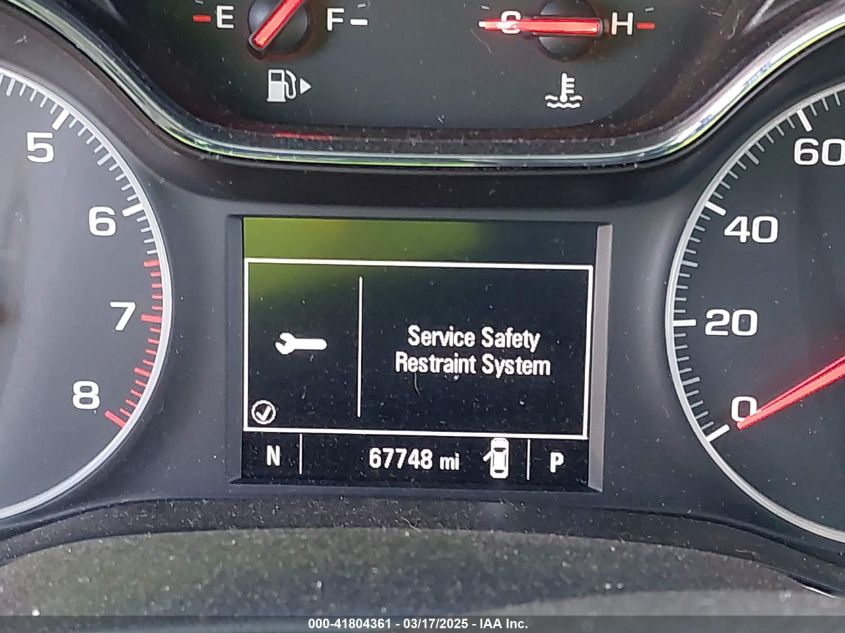 E F
C H
5
6
7
8
60
40
20
0
Service Safety
Restraint System
N 67748 mi P
000-41804361 - 03/17/2025 - IAA Inc.